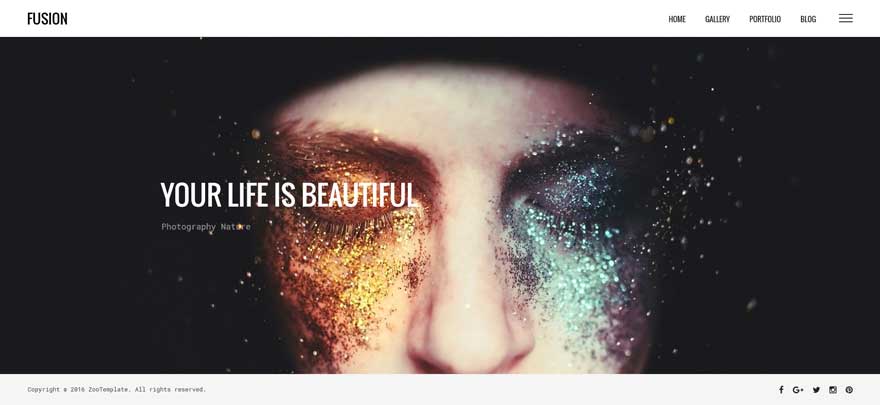 FUSION
HOME GALLERY PORTFOLIO BLOG
YOUR LIFE IS BEAUTIFUL
Photography Nature
Copyright © 2016 ZooTemplate. All rights reserved.